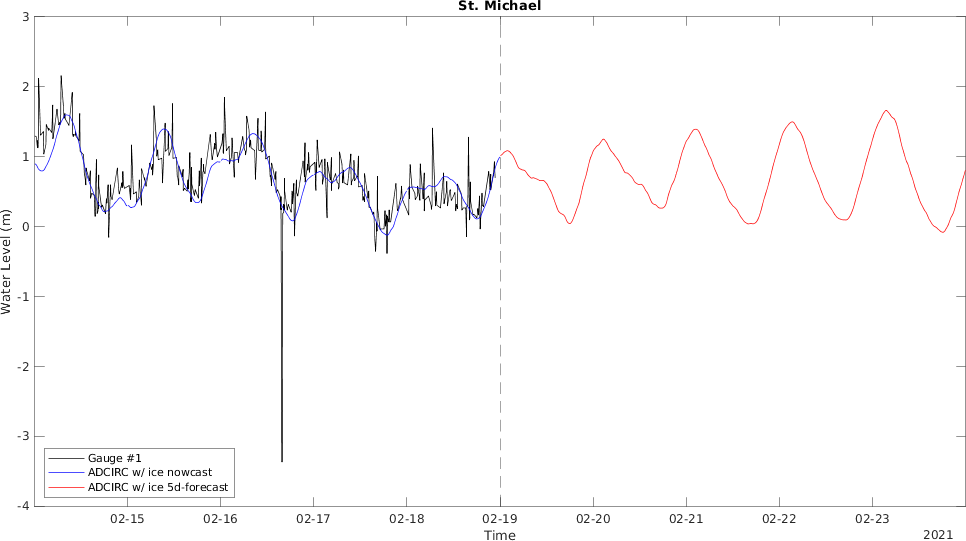 St. Michael
3
2
1
0
-1
-2
-3
-4
Water Level (m)
Gauge #1
ADCIRC w/ ice nowcast
ADCIRC w/ ice 5d-forecast
02-15 02-16 02-17 02-18 02-19 02-20 02-21 02-22 02-23
Time
2021